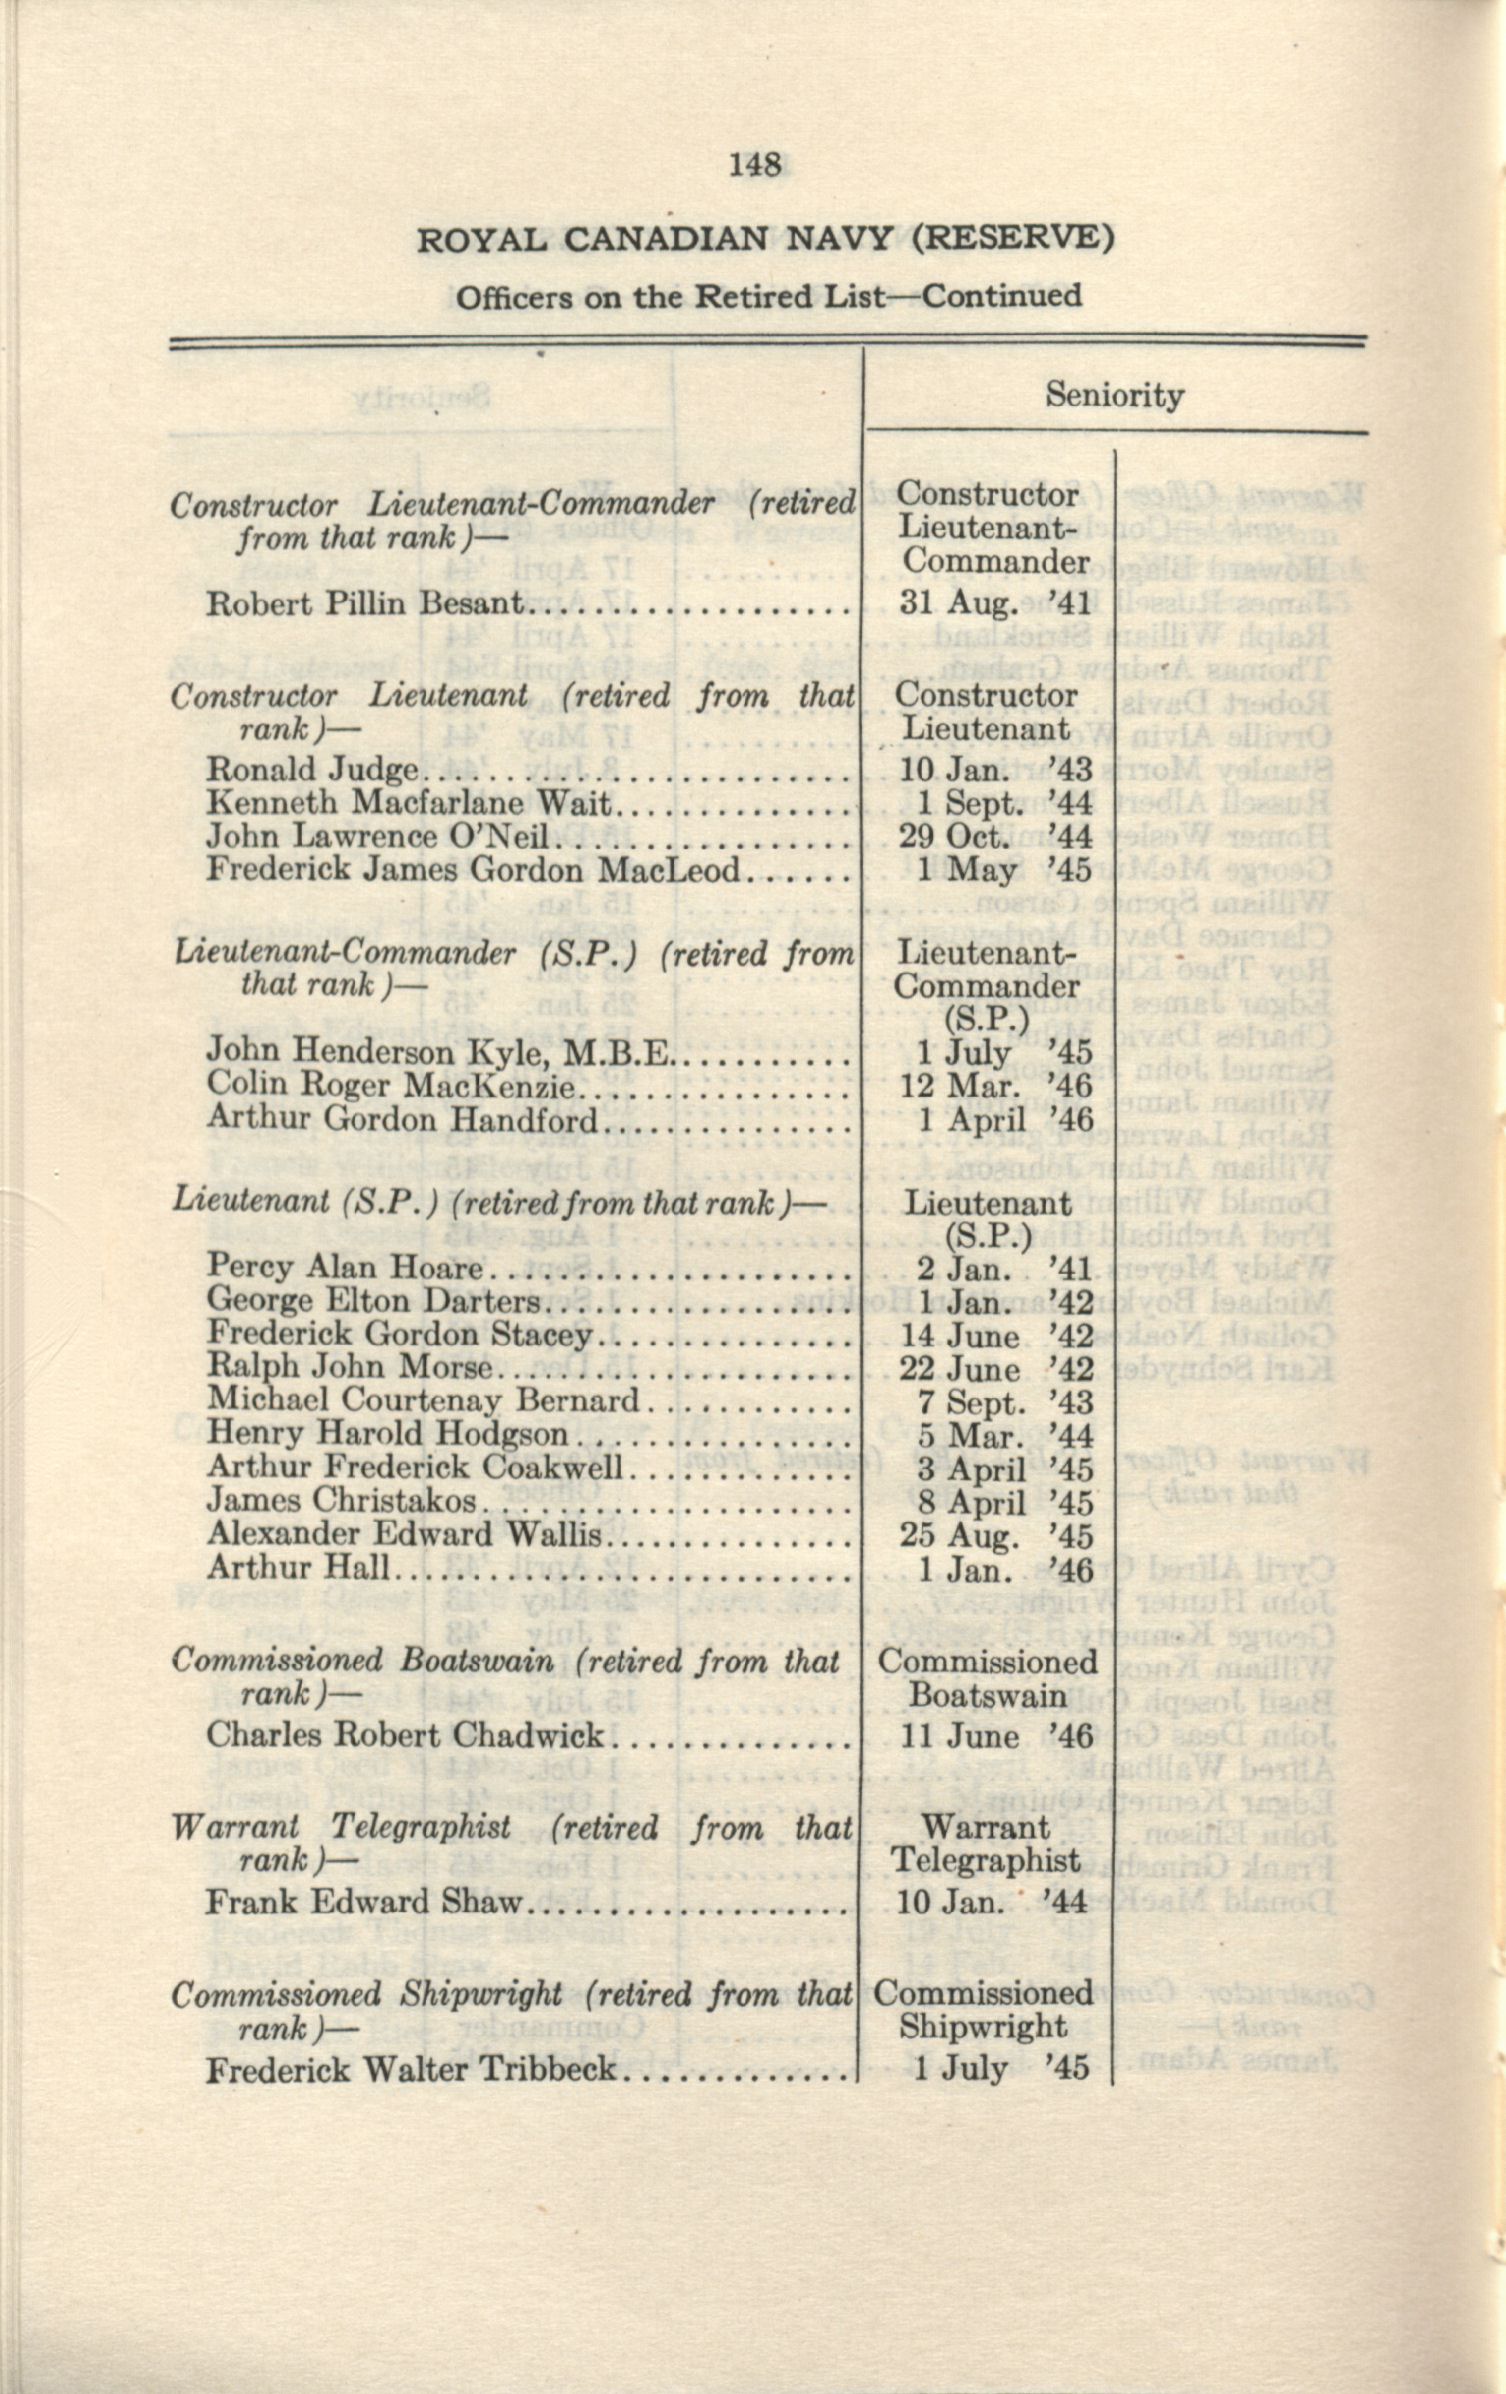 148
ROYAL CANADIAN NAVY (RESERVE)
Officers on the Retired List—Continued
Seniority
Constructor Lieutenant-Commander (retired from that rank)—
Constructor
Lieutenant-
Commander
Robert Pillin Besant................... 31 Aug. '41
Constructor Lieutenant (retired from that rank)—
Constructor
Lieutenant
Ronald Judge.......................... 10 Jan. '43
Kenneth Macfarlane Wait.............. 1 Sept. '44
John Lawrence O'Neil.................. 29 Oct. '44
Frederick James Gordon MacLeod...... 1 May '45
Lieutenant-Commander (S.P.) (retired from that rank)—
Lieutenant-
Commander
(S.P.)
John Henderson Kyle, M.B.E........... 1 July '45
Colin Roger MacKenzie................ 12 Mar. '46
Arthur Gordon Handford............... 1 April '46
Lieutenant (S.P.) (retired from that rank)—
Lieutenant
(S.P.)
Percy Alan Hoare...................... 2 Jan. '41
George Elton Darters................... 1 Jan. '42
Frederick Gordon Stacey............... 14 June '42
Ralph John Morse..................... 22 June '42
Michael Courtenay Bernard............ 7 Sept. '43
Henry Harold Hodgson................ 5 Mar. '44
Arthur Frederick Coakwell............. 3 April '45
James Christakos...................... 8 April '45
Alexander Edward Wallis............... 25 Aug. '45
Arthur Hall............................ 1 Jan. '46
Commissioned Boatswain (retired from that rank)—
Commissioned
Boatswain
Charles Robert Chadwick.............. 11 June '46
Warrant Telegraphist (retired from that rank)—
Warrant
Telegraphist
Frank Edward Shaw................... 10 Jan. '44
Commissioned Shipwright (retired from that rank)—
Commissioned
Shipwright
Frederick Walter Tribbeck.............. 1 July '45